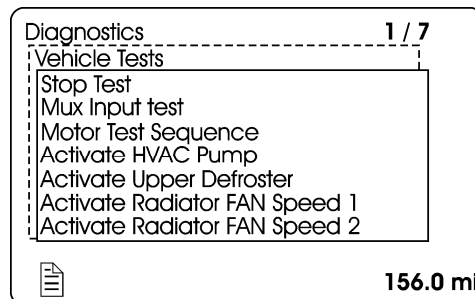 Diagnostics 1 / 7
Vehicle Tests
Stop Test
Mux Input test
Motor Test Sequence
Activate HVAC Pump
Activate Upper Defroster
Activate Radiator FAN Speed 1
Activate Radiator FAN Speed 2
156.0 mi